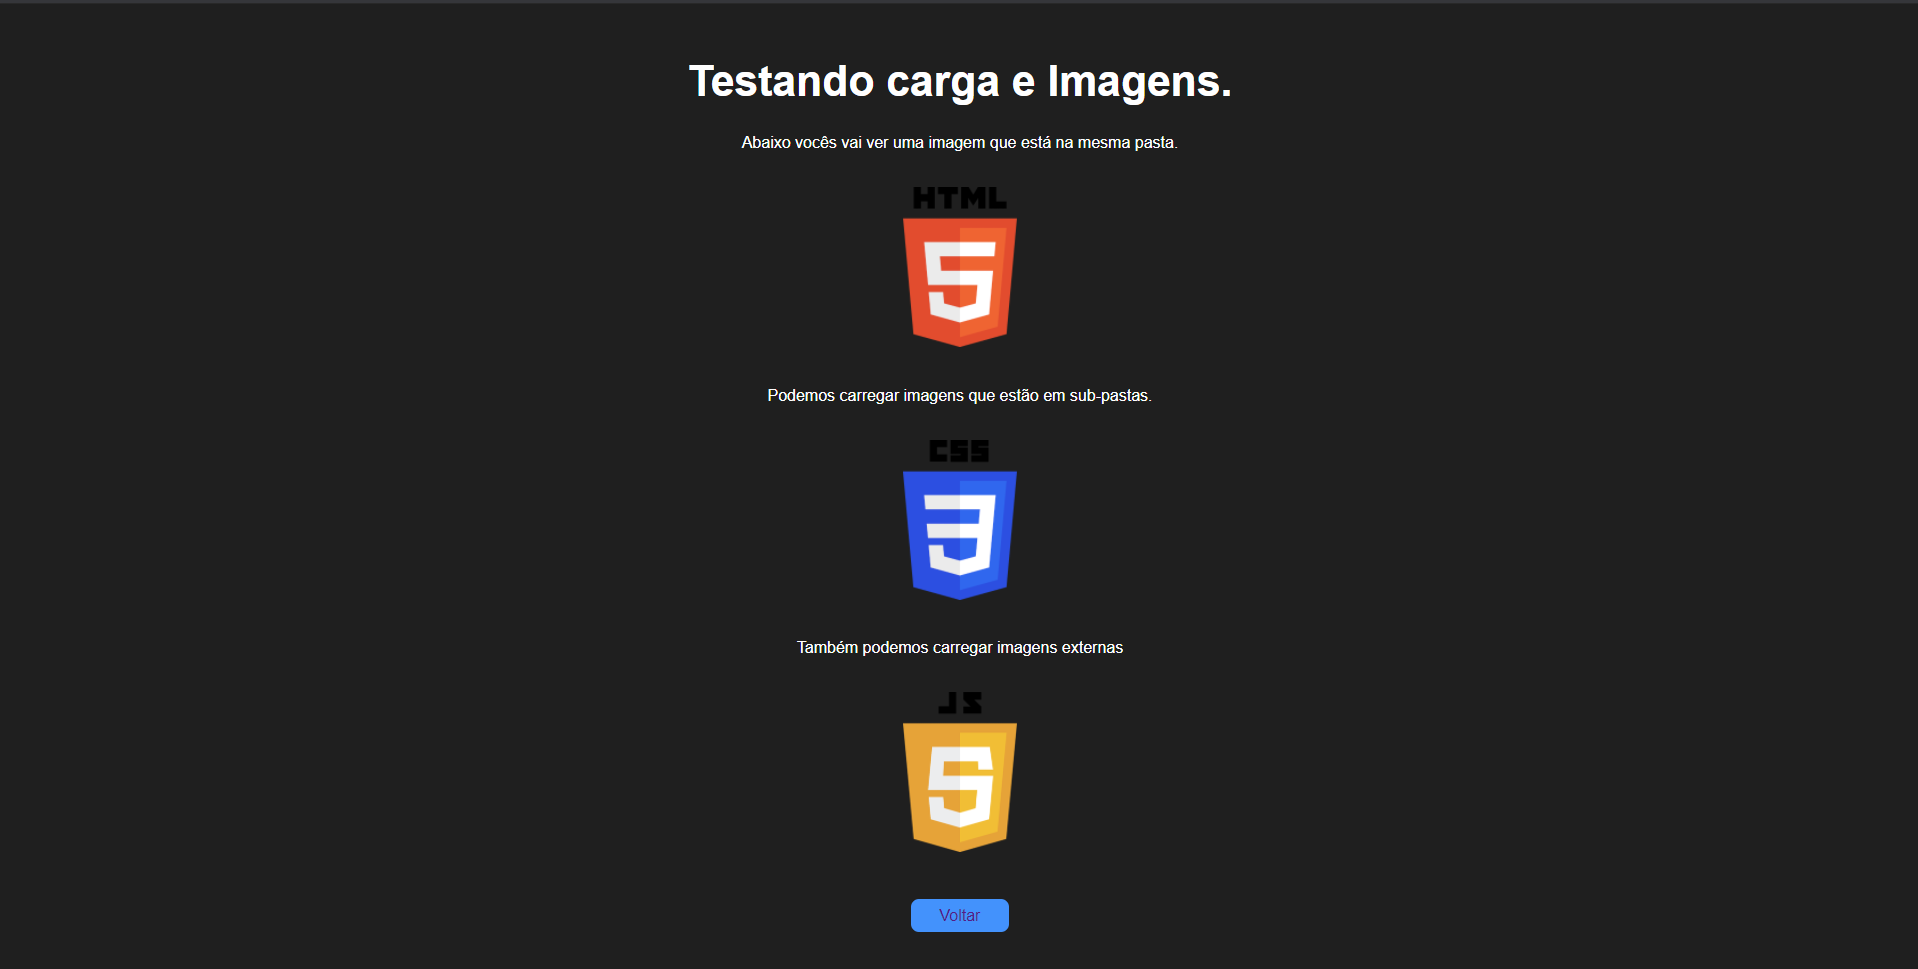 Testando carga e Imagens.
Abaixo vocês vai ver uma imagem que está na mesma pasta.
HTML
5
Podemos carregar imagens que estão em sub-pastas.
CSS
3
Também podemos carregar imagens externas
JS
5
Voltar